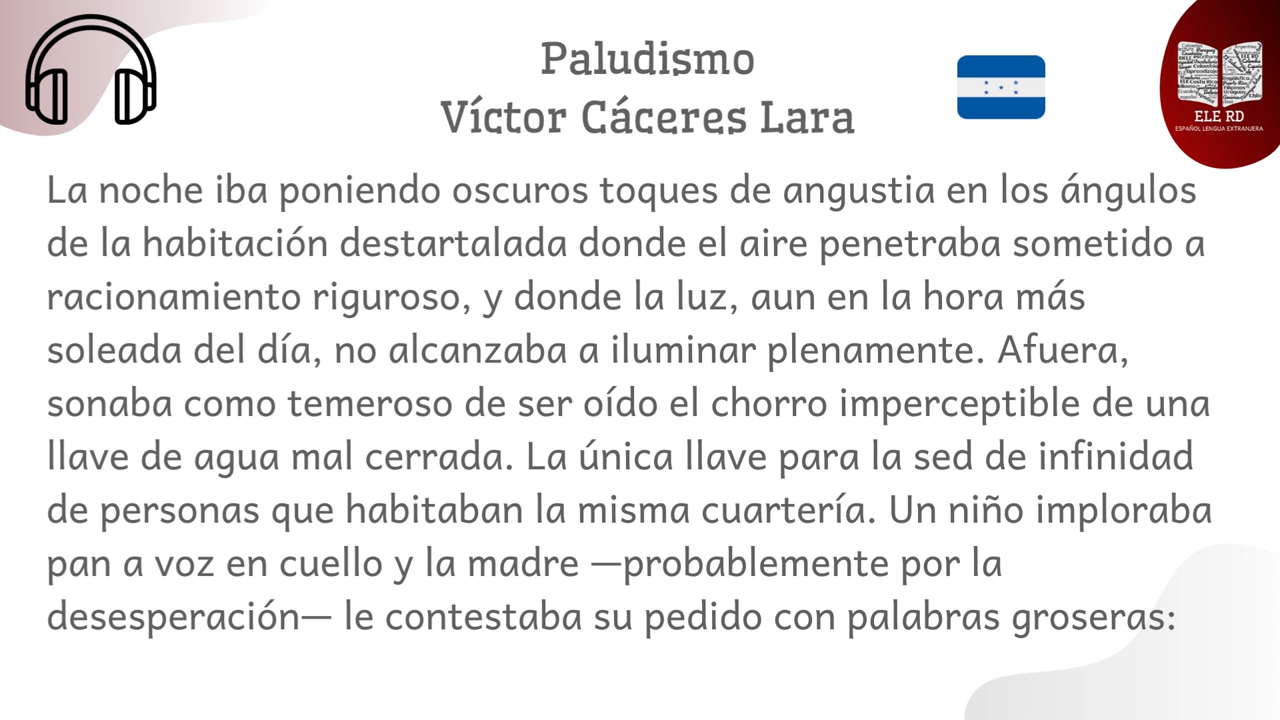 Paludismo
Víctor Cáceres Lara
ELE RD
ESPAÑOL LENGUA EXTRANJERA
La noche iba poniendo oscuros toques de angustia en los ángulos
de la habitación destartalada donde el aire penetraba sometido a
racionamiento riguroso, y donde la luz, aun en la hora más
soleada del día, no alcanzaba a iluminar plenamente. Afuera,
sonaba como temeroso de ser oído el chorro imperceptible de una
llave de agua mal cerrada. La única llave para la sed de infinidad
de personas que habitaban la misma cuartería. Un niño imploraba
pan a voz en cuello y la madre —probablemente por la
desesperación— le contestaba su pedido con palabras groseras: